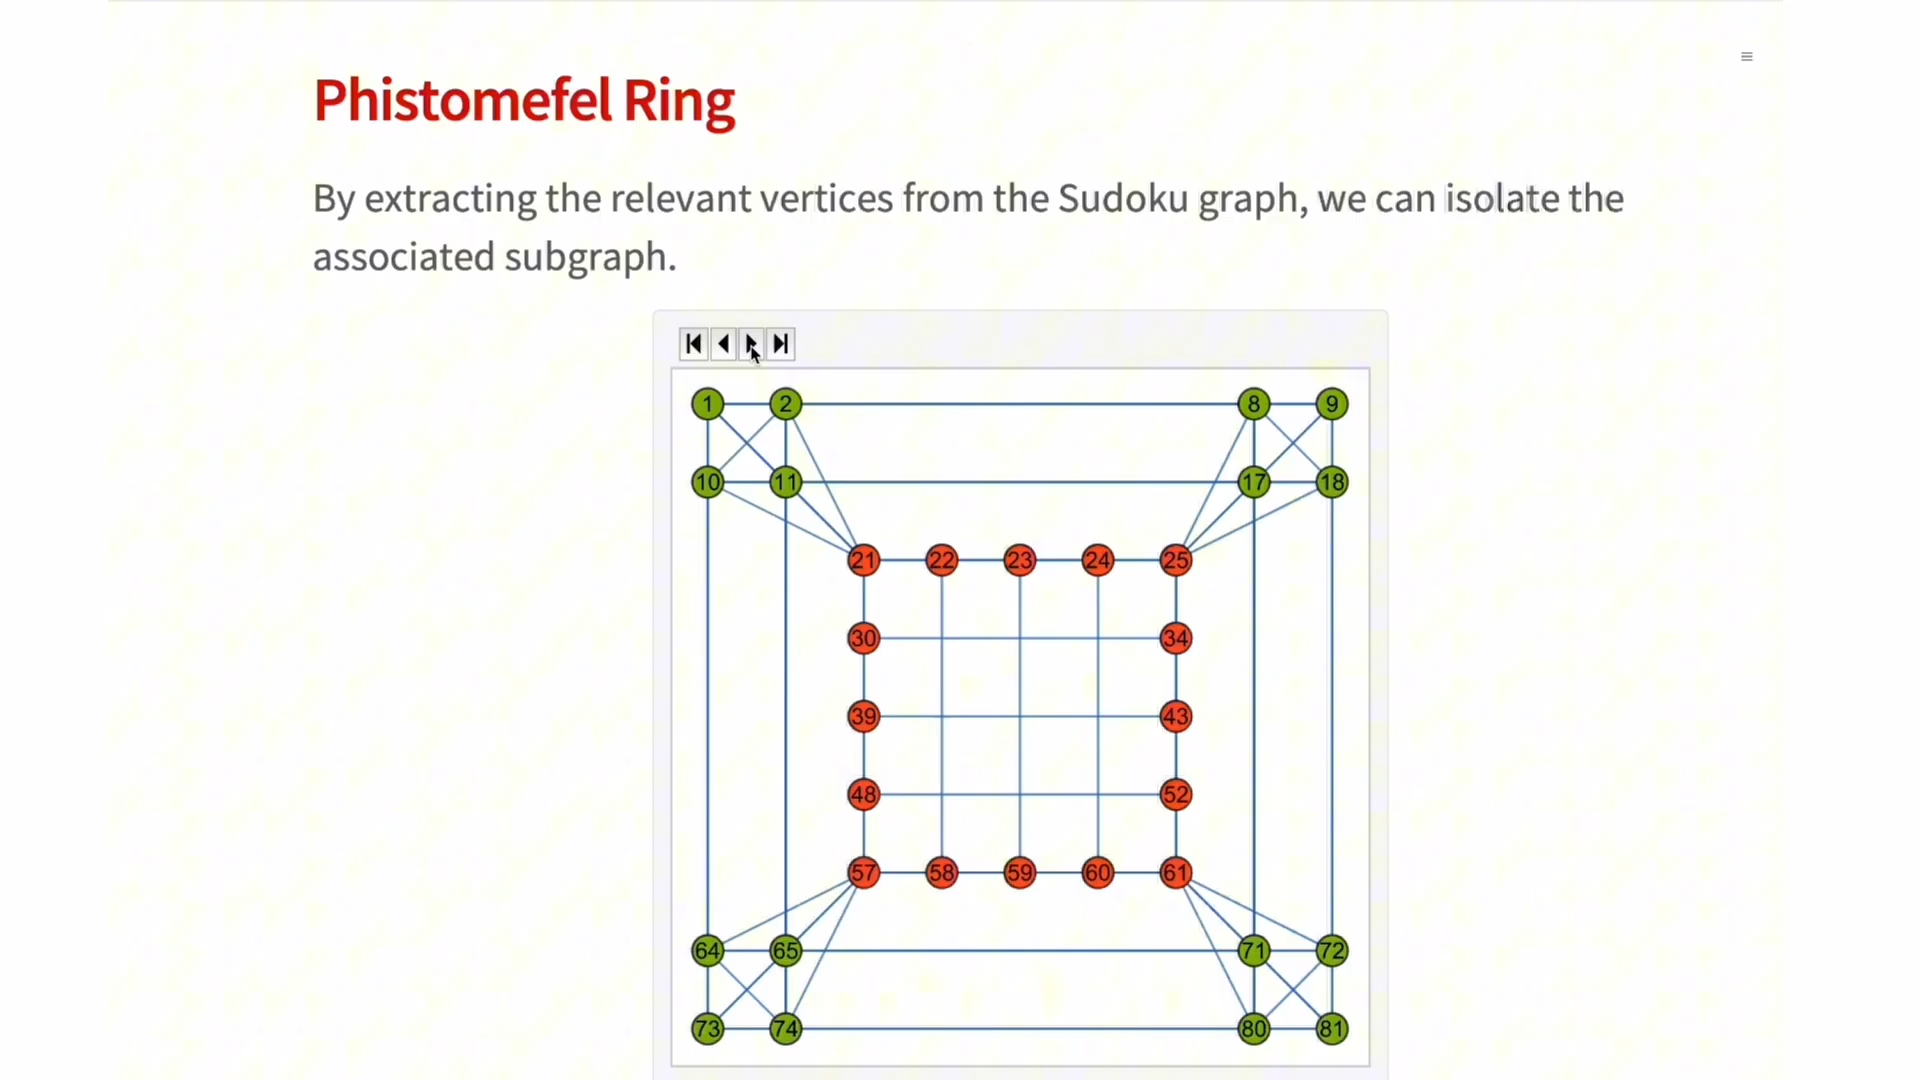 Phistomefel Ring
By extracting the relevant vertices from the Sudoku graph, we can isolate the
associated subgraph.
1 2 8 9
10 11 17 18
21 22 23 24 25
30 34
39 43
48 52
57 58 59 60 61
64 65 71 72
73 74 80 81